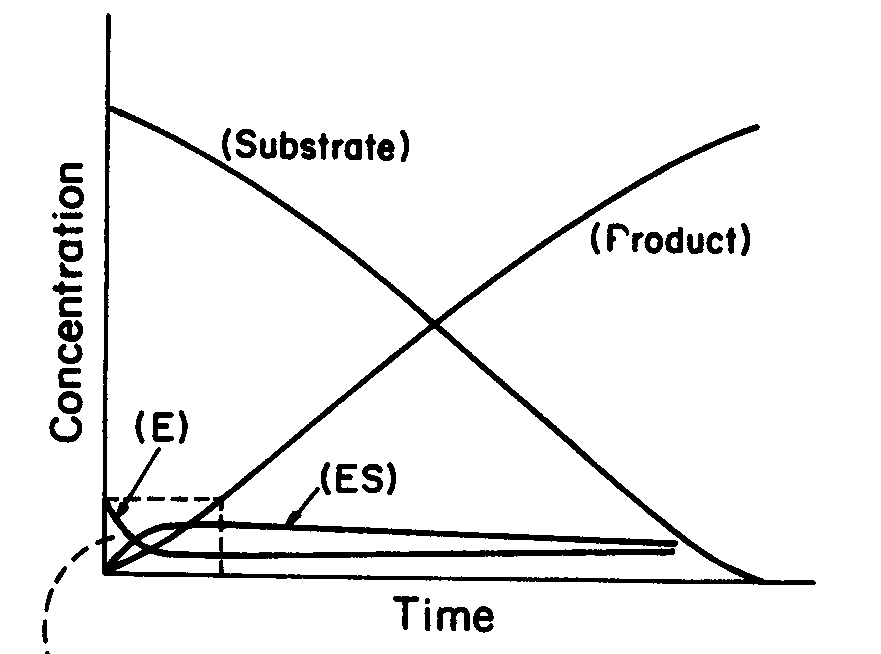 (Substrate)
(Product)
Concentration
(E)
(ES)
Time